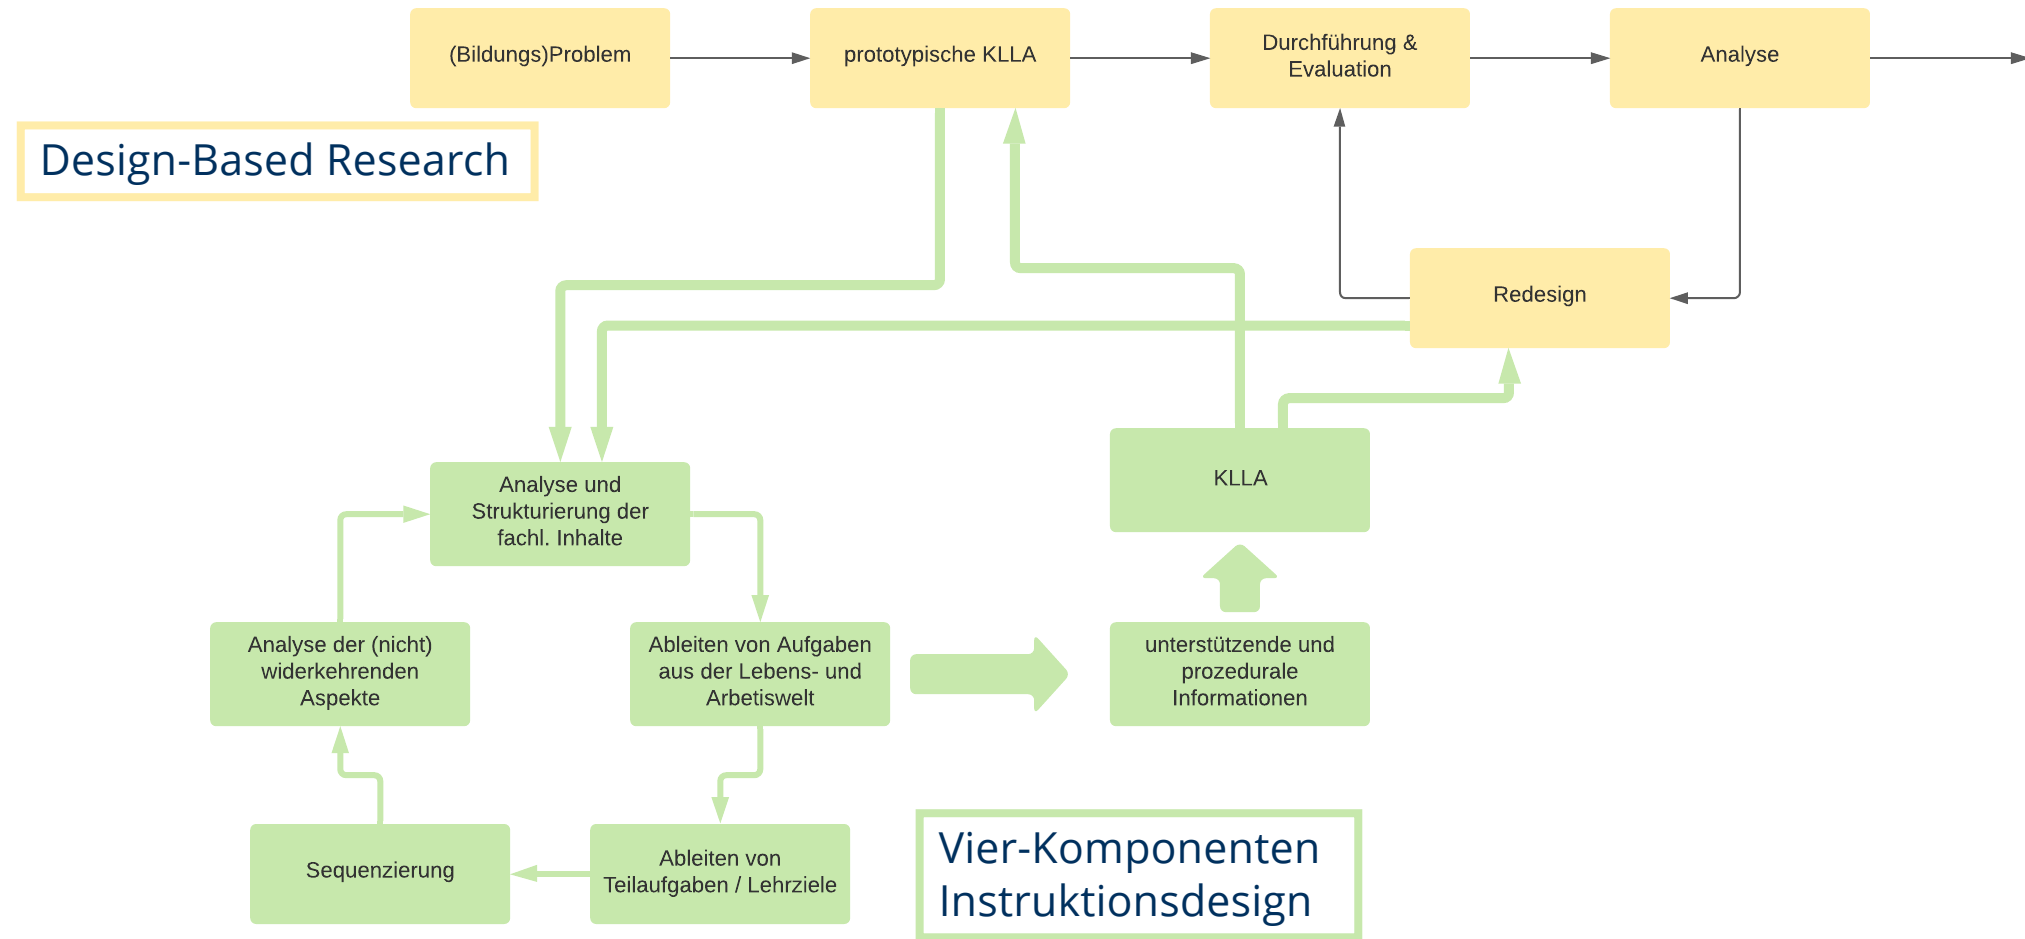 (Bildungs)Problem
prototypische KLLA
Durchführung &
Evaluation
Analyse
Design-Based Research
Redesign
Analyse und
Strukturierung der
fachl. Inhalte
KLLA
Analyse der (nicht)
widerkehrenden
Aspekte
Ableiten von Aufgaben
aus der Lebens- und
Arbetiswelt
unterstützende und
prozedurale
Informationen
Sequenzierung
Ableiten von
Teilaufgaben / Lehrziele
Vier-Komponenten
Instruktionsdesign